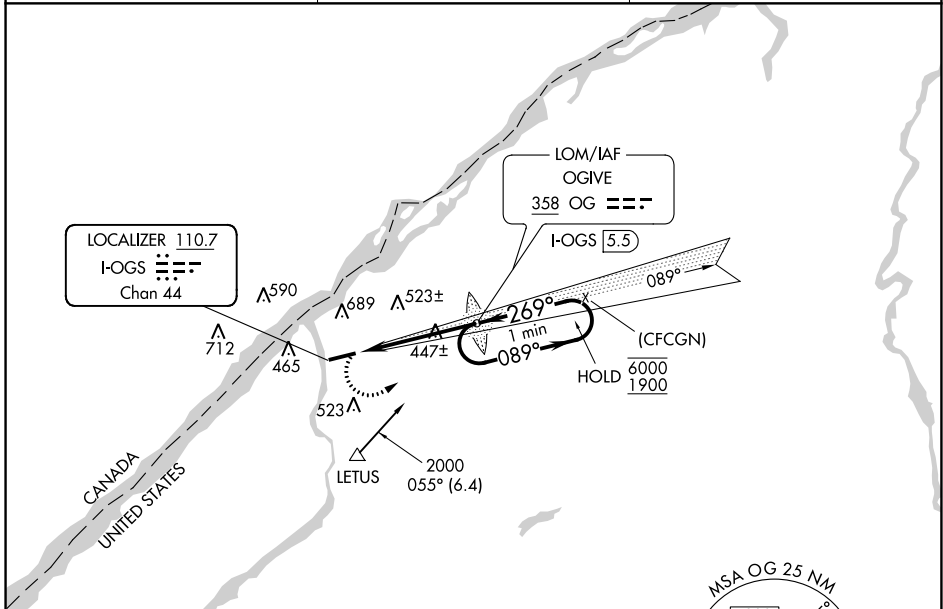 LOM/IAF
OGIVE
358 OG
I-OGS 5.5
LOCALIZER 110.7
I-OGS
Chan 44
590
689
523±
712
465
447±
269°
1 min
089°
089°
(CFCGN)
HOLD 6000
1900
523
LETUS
2000
055° (6.4)
CANADA
UNITED STATES
MSA OG 25 NM